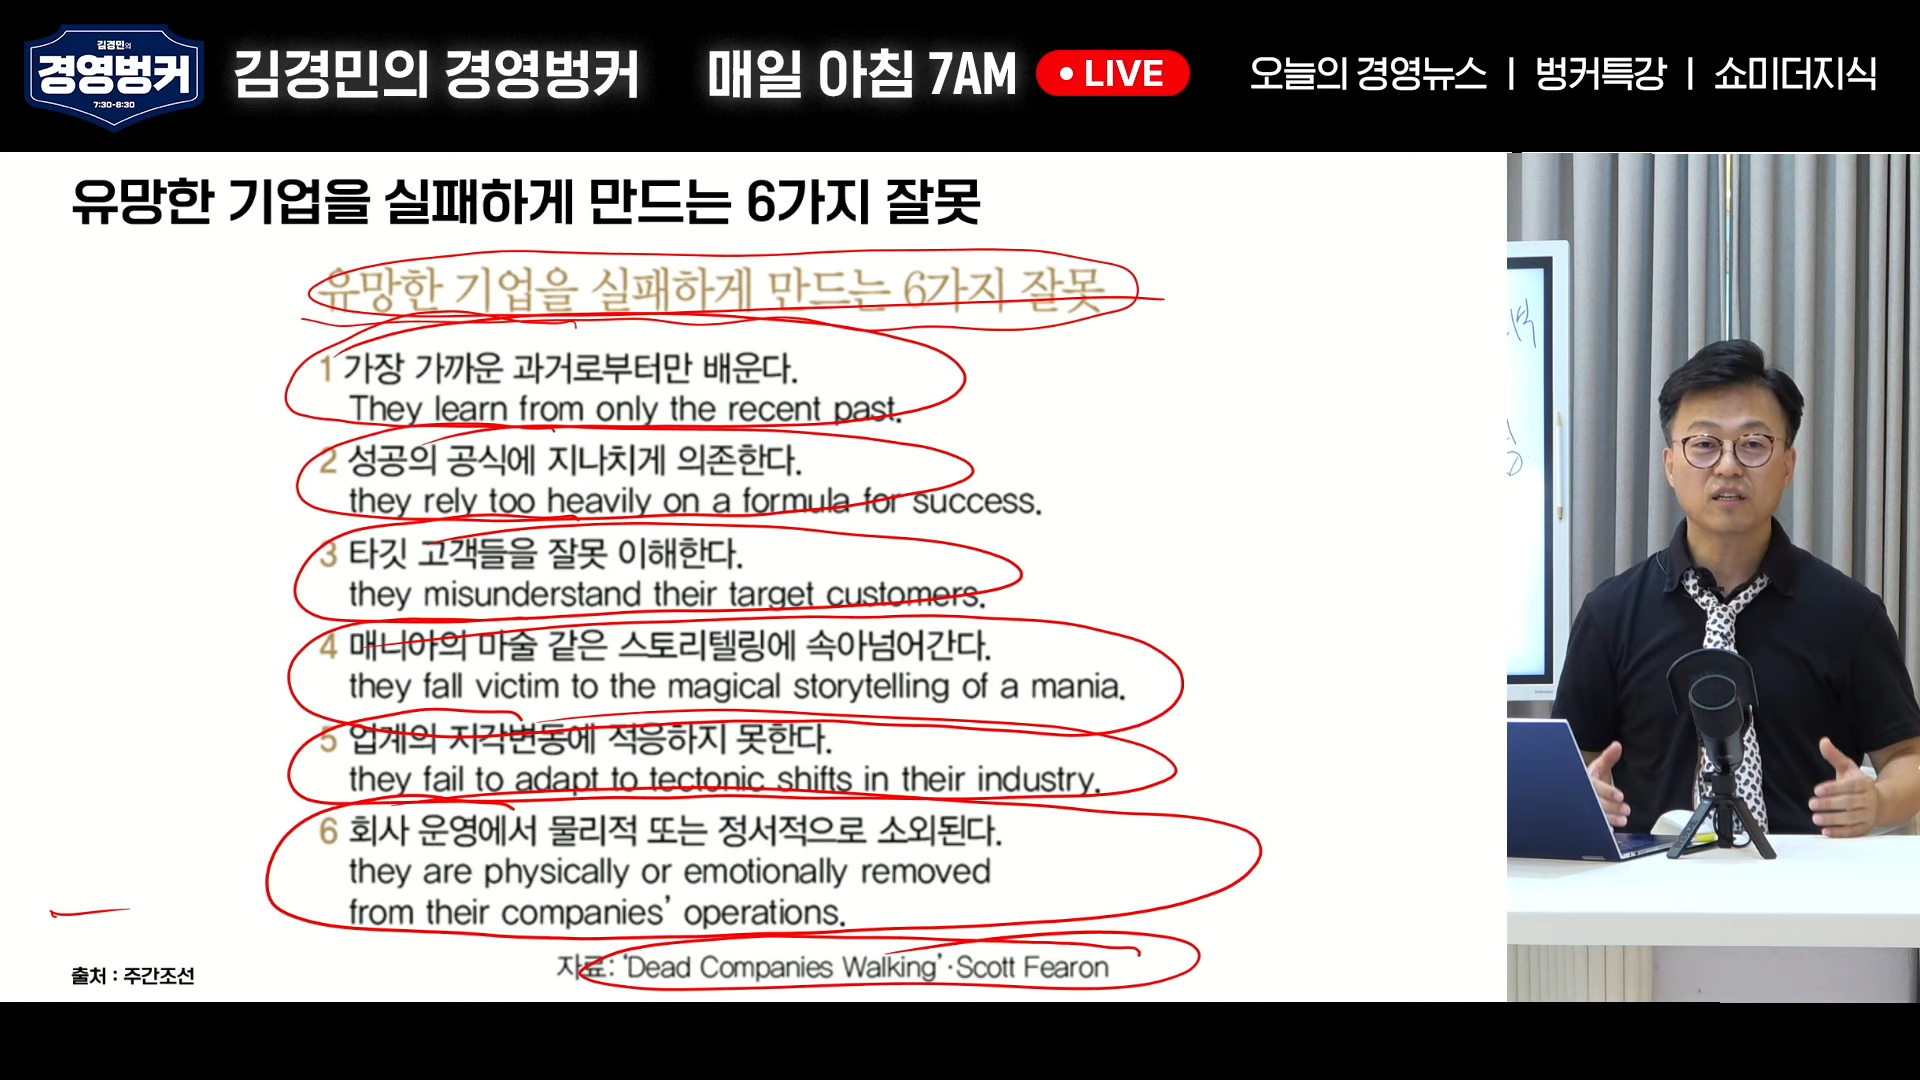 김경민의
경영벙커
7:30-8:30
김경민의 경영벙커 매일 아침 7AM • LIVE 오늘의 경영뉴스 | 벙커특강 | 쇼미더지식
유망한 기업을 실패하게 만드는 6가지 잘못
유망한 기업을 실패하게 만드는 6가지 잘못
1 가장 가까운 과거로부터만 배운다.
They learn from only the recent past.
2 성공의 공식에 지나치게 의존한다.
they rely too heavily on a formula for success.
3 타깃 고객들을 잘못 이해한다.
they misunderstand their target customers.
4 매니아의 마술 같은 스토리텔링에 속아넘어간다.
they fall victim to the magical storytelling of a mania.
5 업계의 지각변동에 적응하지 못한다.
they fail to adapt to tectonic shifts in their industry.
6 회사 운영에서 물리적 또는 정서적으로 소외된다.
they are physically or emotionally removed
from their companies’ operations.
자료: ‘Dead Companies Walking’·Scott Fearon
출처 : 주간조선